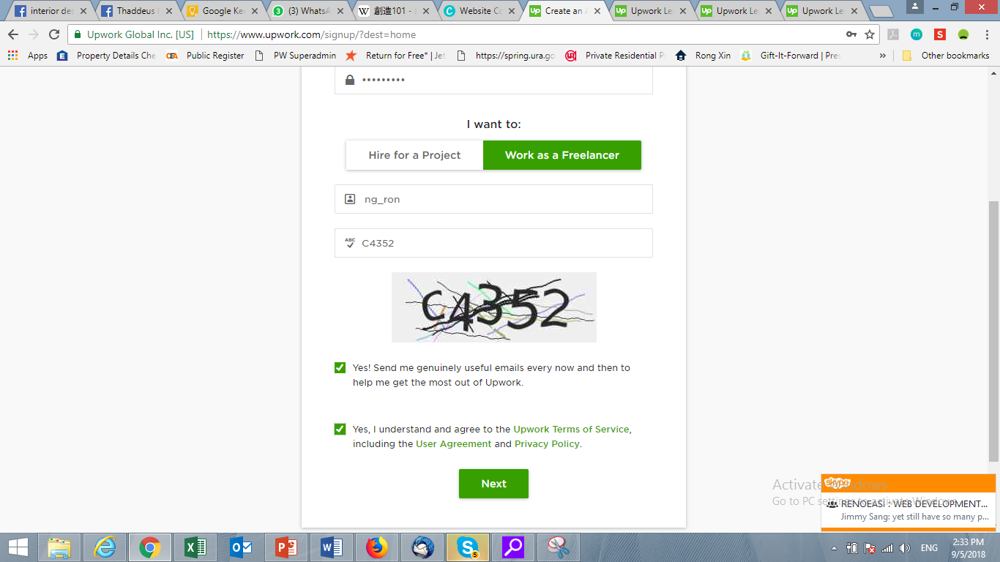 interior des
Thaddeus
Google Kee
(3) WhatsA
創造101 -
Website Co
Create an A
Upwork Le
Upwork Le
Upwork Le
Upwork Global Inc. [US] https://www.upwork.com/signup/?dest=home
Apps Property Details Che Public Register PW Superadmin Return for Free* | Jet https://spring.ura.go Private Residential P Rong Xin Gift-It-Forward | Pres » Other bookmarks
•••••••••
I want to:
Hire for a Project Work as a Freelancer
ng_ron
ABC C4352
C4352
Yes! Send me genuinely useful emails every now and then to
help me get the most out of Upwork.
Yes, I understand and agree to the Upwork Terms of Service,
including the User Agreement and Privacy Policy.
Next
Activate Windows
Go to PC settings to activate Windows.
skype
RENOEASI : WEB DEVELOPMENT...
Jimmy Sang: yet still have so many p...
5
ENG
2:33 PM
9/5/2018